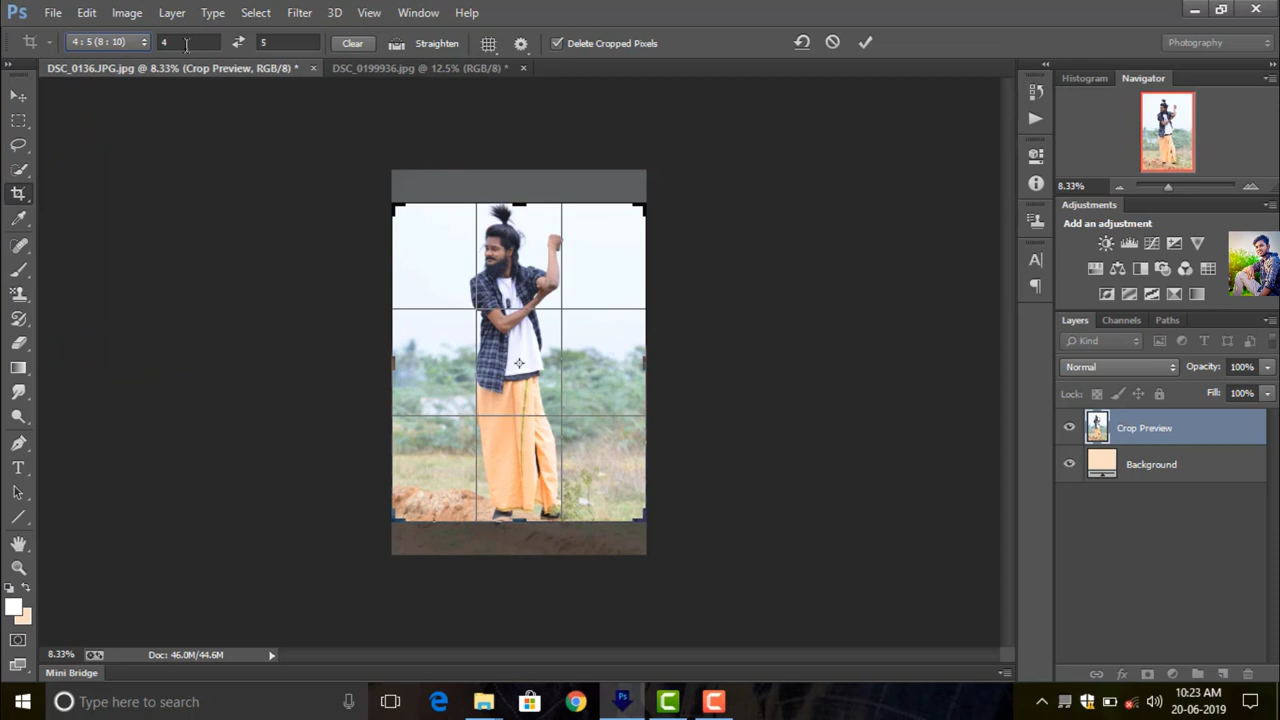 Ps File Edit Image Layer Type Select Filter 3D View Window Help
4 : 5 (8 : 10) 4 5 Clear Straighten Delete Cropped Pixels Photography
DSC_0136.JPG.jpg @ 8.33% (Crop Preview, RGB/8) * × DSC_0199936.jpg @ 12.5% (RGB/8) * ×
Histogram Navigator
8.33%
Adjustments
Add an adjustment
Layers Channels Paths
Kind
Normal Opacity: 100%
Lock: Fill: 100%
Crop Preview
Background
8.33% Doc: 46.0M/44.6M
Mini Bridge
Type here to search
10:23 AM
20-06-2019